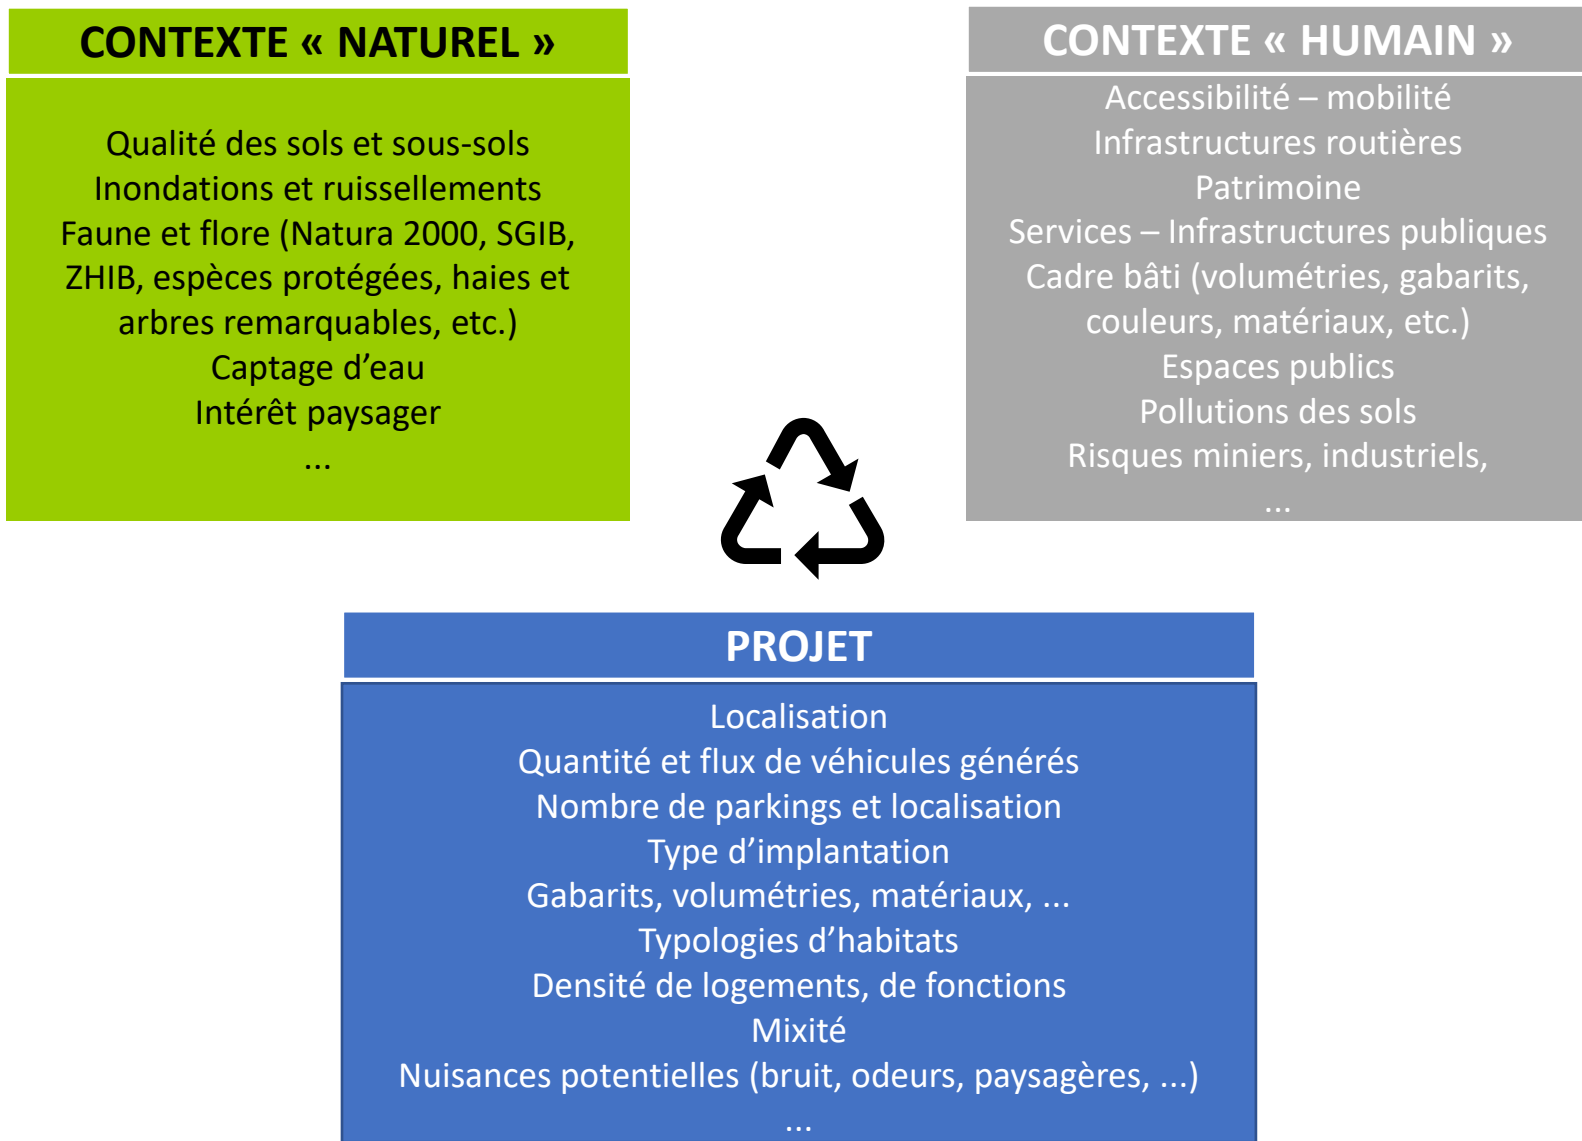 CONTEXTE « NATUREL »
Qualité des sols et sous-sols
Inondations et ruissellements
Faune et flore (Natura 2000, SGIB,
ZHIB, espèces protégées, haies et
arbres remarquables, etc.)
Captage d’eau
Intérêt paysager
...
CONTEXTE « HUMAIN »
Accessibilité – mobilité
Infrastructures routières
Patrimoine
Services – Infrastructures publiques
Cadre bâti (volumétries, gabarits,
couleurs, matériaux, etc.)
Espaces publics
Pollutions des sols
Risques miniers, industriels,
...
PROJET
Localisation
Quantité et flux de véhicules générés
Nombre de parkings et localisation
Type d’implantation
Gabarits, volumétries, matériaux, ...
Typologies d’habitats
Densité de logements, de fonctions
Mixité
Nuisances potentielles (bruit, odeurs, paysagères, ...)
...